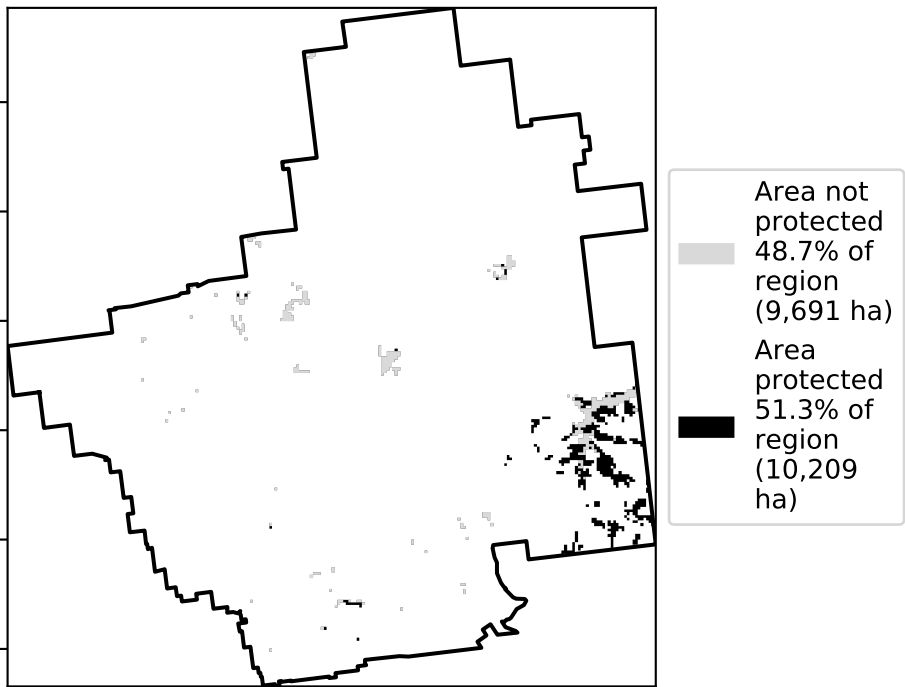 Area not
protected
48.7% of
region
(9,691 ha)
Area
protected
51.3% of
region
(10,209
ha)